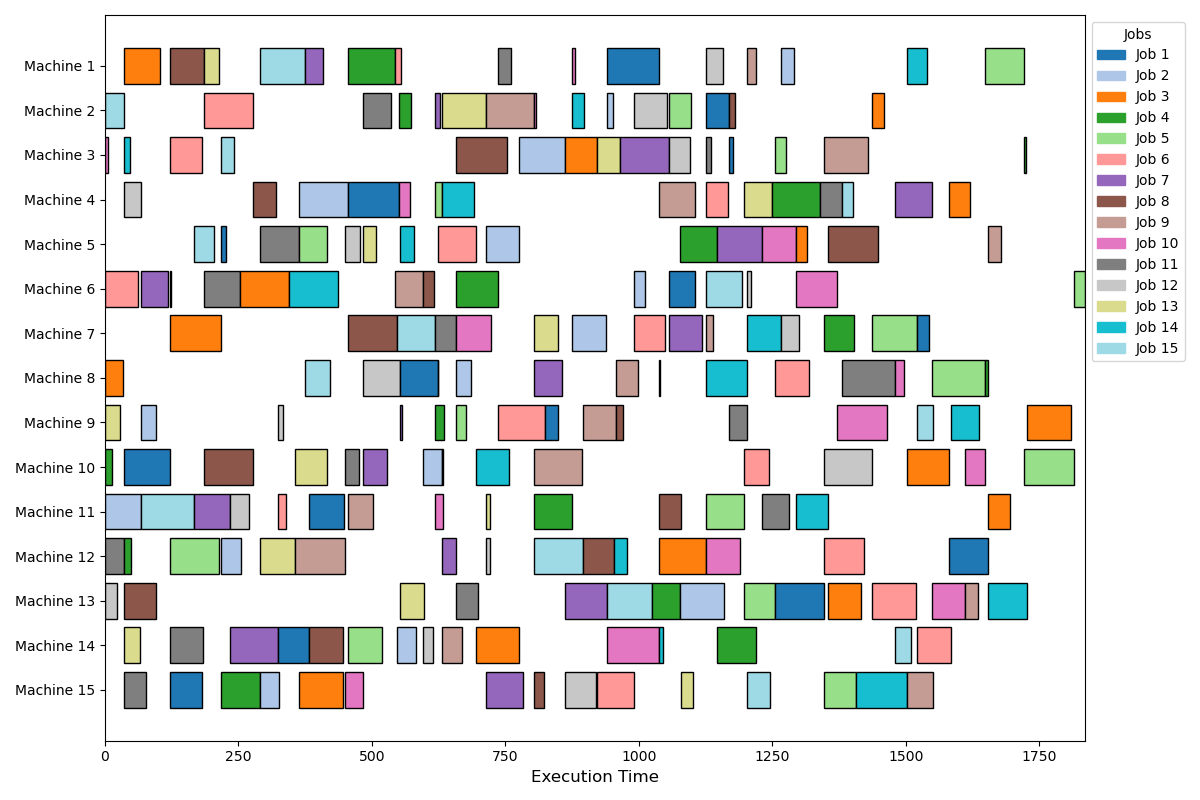 Machine 1
Machine 2
Machine 3
Machine 4
Machine 5
Machine 6
Machine 7
Machine 8
Machine 9
Machine 10
Machine 11
Machine 12
Machine 13
Machine 14
Machine 15
0 250 500 750 1000 1250 1500 1750
Execution Time
Jobs
Job 1
Job 2
Job 3
Job 4
Job 5
Job 6
Job 7
Job 8
Job 9
Job 10
Job 11
Job 12
Job 13
Job 14
Job 15